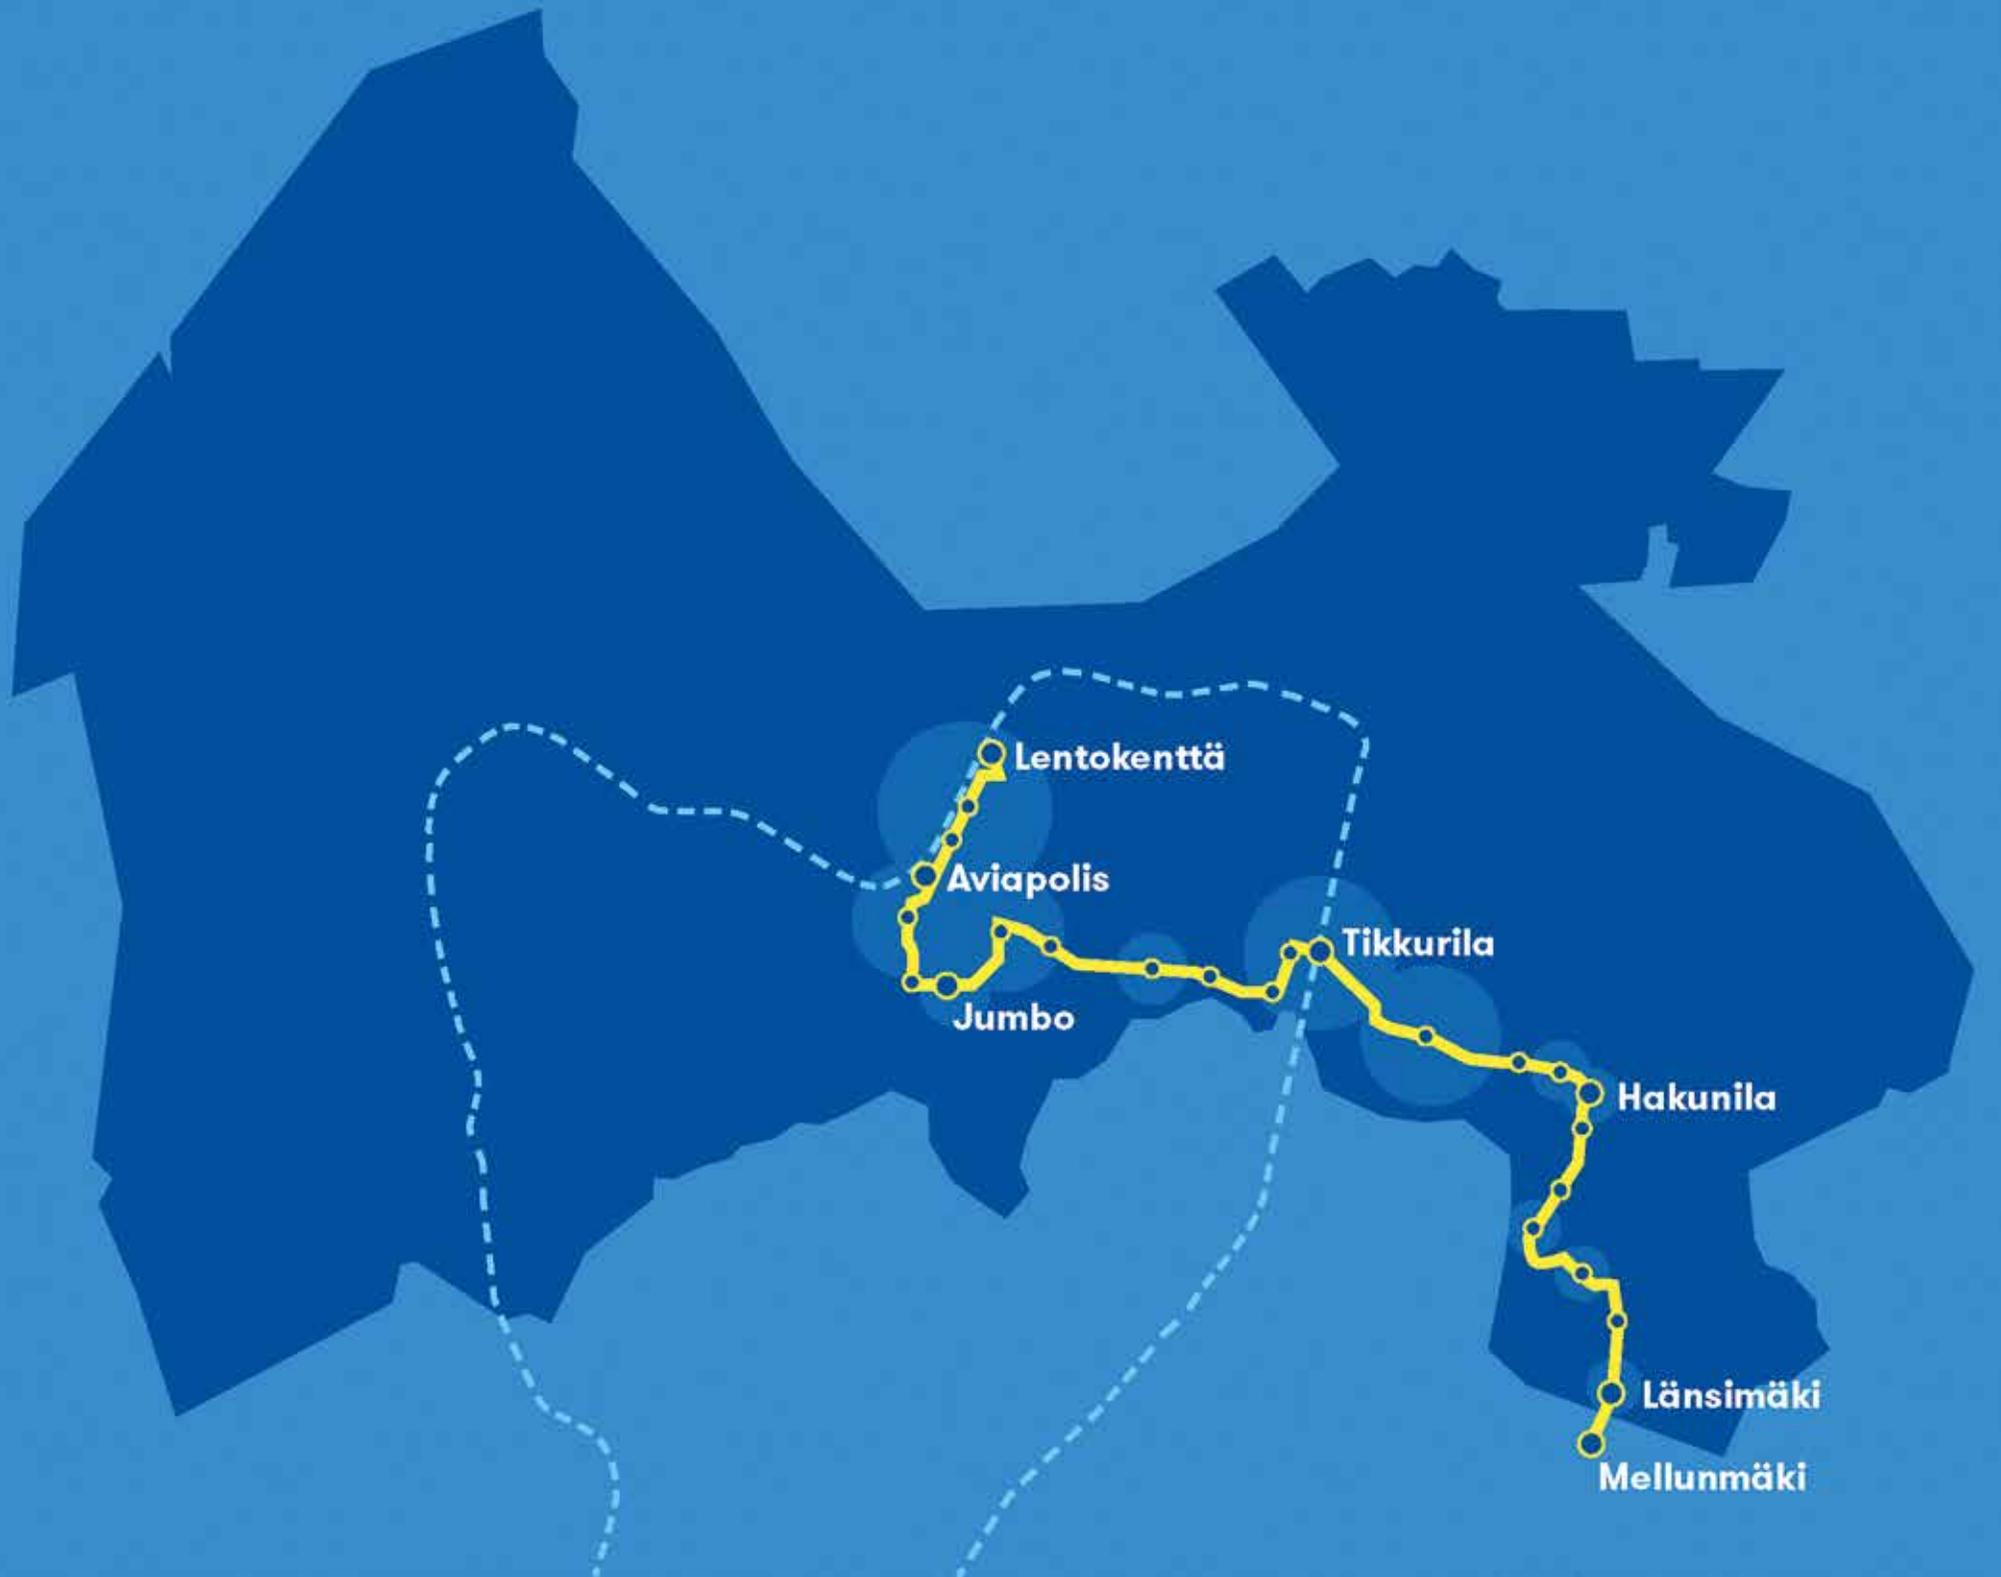 Lentokenttä
Aviapolis
Tikkurila
Jumbo
Hakunila
Länsimäki
Mellunmäki